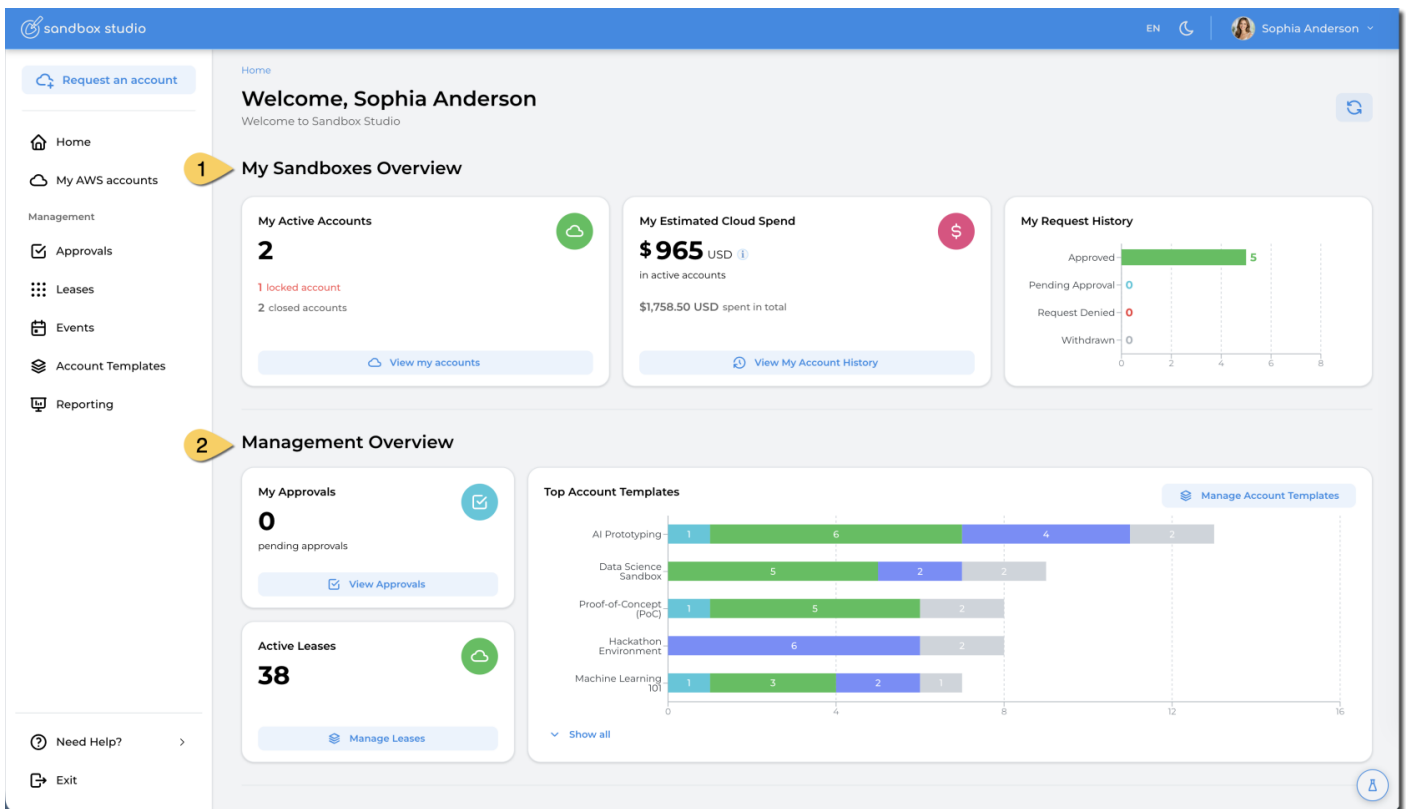 sandbox studio
EN
Sophia Anderson
Request an account
Home
My AWS accounts
Management
Approvals
Leases
Events
Account Templates
Reporting
Need Help?
Exit
Home
Welcome, Sophia Anderson
Welcome to Sandbox Studio
1
My Sandboxes Overview
My Active Accounts
2
1 locked account
2 closed accounts
View my accounts
My Estimated Cloud Spend
$
$ 965 USD i
in active accounts
$1,758.50 USD spent in total
View My Account History
My Request History
Approved 5
Pending Approval 0
Request Denied 0
Withdrawn 0
0 2 4 6 8
2
Management Overview
My Approvals
0
pending approvals
View Approvals
Active Leases
38
Manage Leases
Top Account Templates
Manage Account Templates
AI Prototyping 1 6 4 2
Data Science
Sandbox
5 2 2
Proof-of-Concept
(PoC)
1 5 2
Hackathon
Environment
6 2
Machine Learning
101
1 3 2 1
0 4 8 12 16
Show all